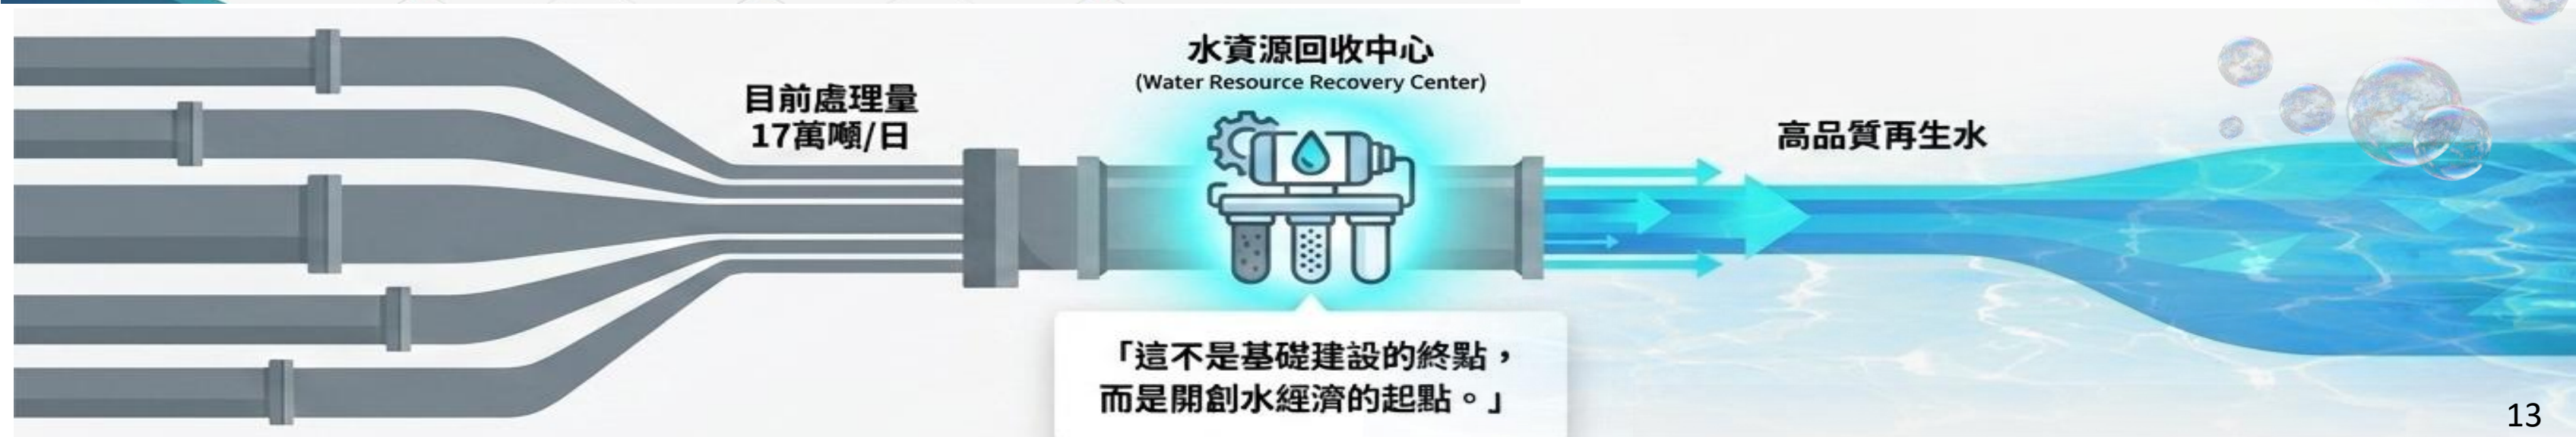 目前處理量
17萬噸/日
水資源回收中心
(Water Resource Recovery Center)
高品質再生水
「這不是基礎建設的終點，
而是開創水經濟的起點。」
13